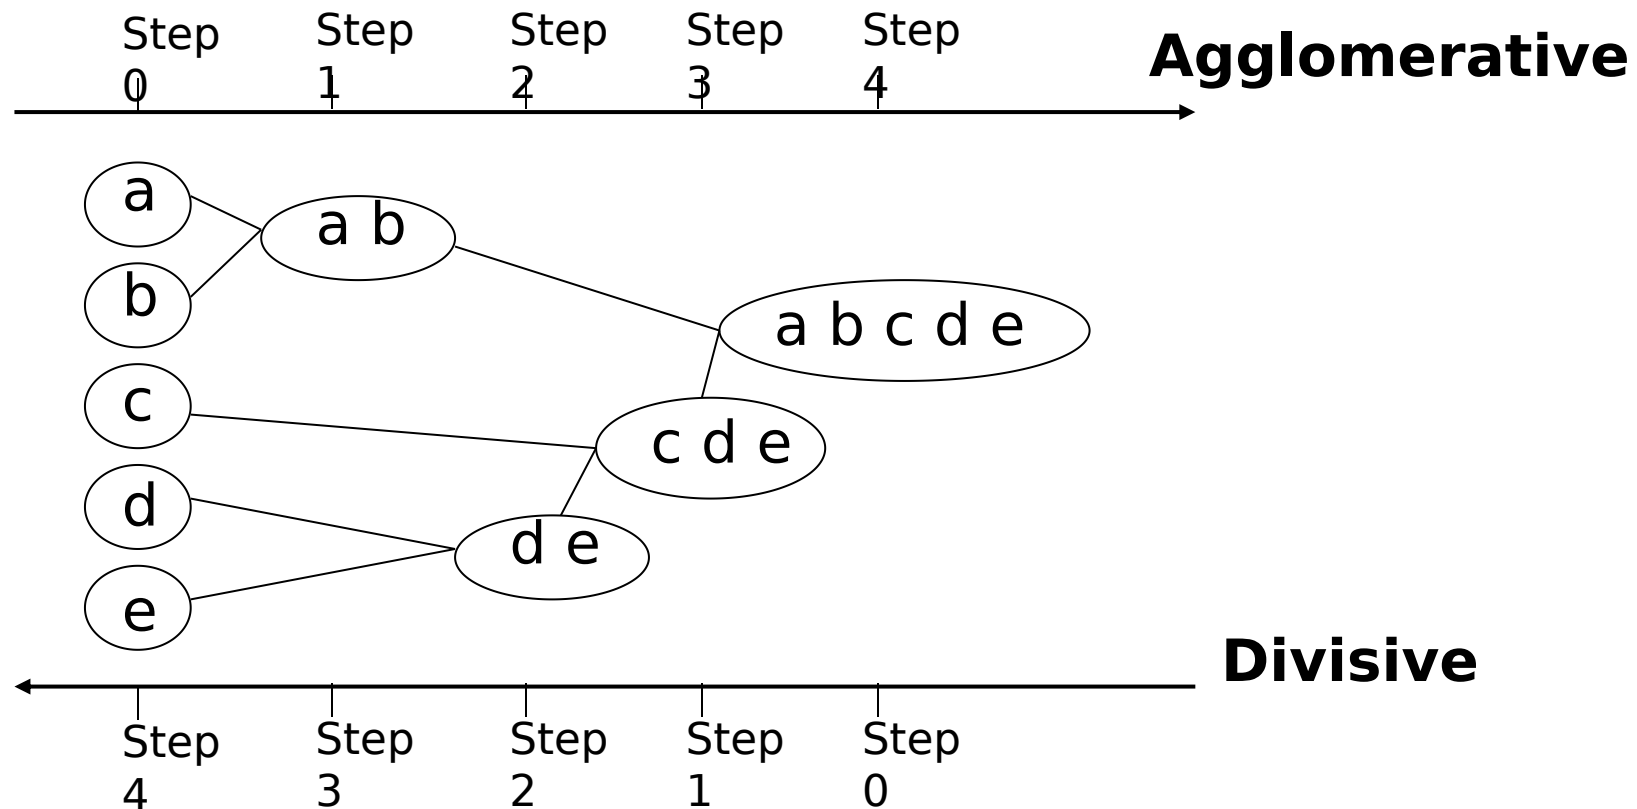 Step 0
Step 1
Step 2
Step 3
Step 4
Agglomerative
a
a b
b
a b c d e
c
c d e
d
d e
e
Divisive
Step 4
Step 3
Step 2
Step 1
Step 0